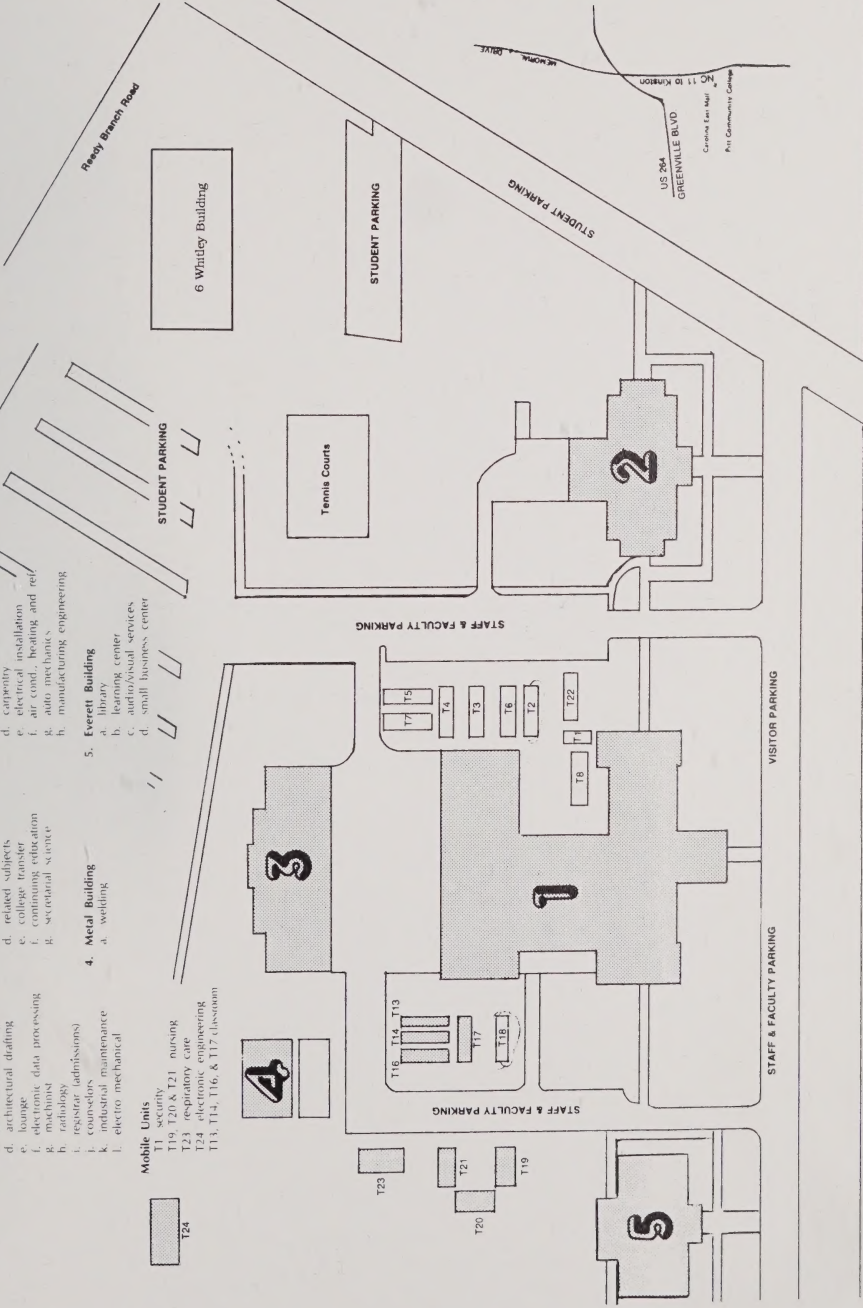 d. architectural drafting
e. lounge
f. electronic data processing
g. machinist
h. radiology
i. registrar (admissions)
j. counselors
k. industrial maintenance
l. electro mechanical
Mobile Units
T1 security
T19, T20 & T21 nursing
T23 respiratory care
T24 electronic engineering
T13, T14, T16, & T17 classroom
d. related subjects
e. college transfer
f. continuing education
g. secretarial science
4. Metal Building
a. welding
d. carpentry
e. electrical installation
f. air cond., heating and ref.
g. auto mechanics
h. manufacturing engineering
5. Everett Building
a. library
b. learning center
c. audio/visual services
d. small business center
Reedy Branch Road
6 Whitley Building
STUDENT PARKING
STUDENT PARKING
STUDENT PARKING
Tennis Courts
2
STAFF & FACULTY PARKING
3
T5
T7
T4
T3
T6
T2
T22
T1
T8
1
VISITOR PARKING
4
T13
T14
T16
T17
T18
STAFF & FACULTY PARKING
STAFF & FACULTY PARKING
T24
T23
T21
T20
T19
5
MEMORIAL DRIVE
NC 11 to Kinston
US 264
GREENVILLE BLVD
Carolina East Mall
Pitt Community College